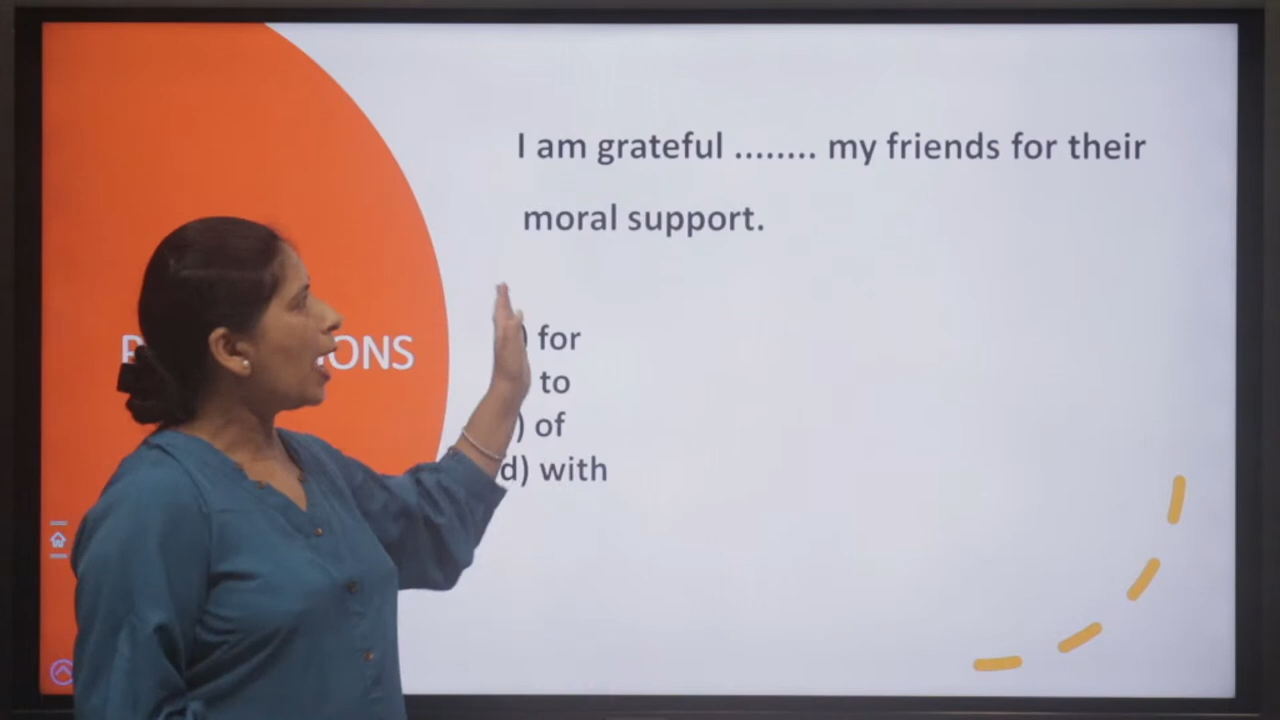 I am grateful ........ my friends for their
moral support.
) for
to
) of
d) with